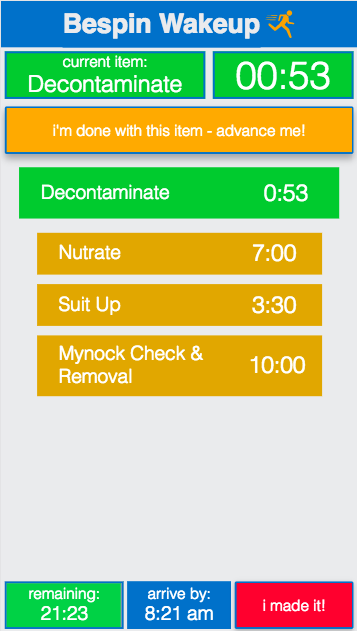 Bespin Wakeup
current item:
Decontaminate
00:53
i'm done with this item - advance me!
Decontaminate 0:53
Nutrate 7:00
Suit Up 3:30
Mynock Check &
Removal
10:00
remaining:
21:23
arrive by:
8:21 am
i made it!